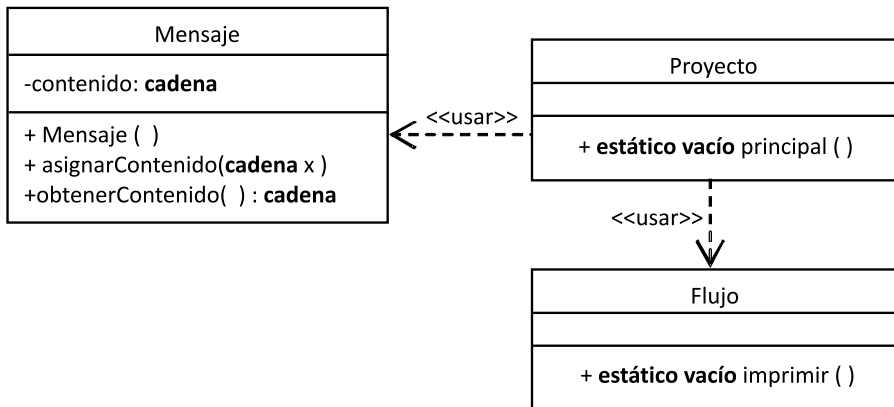 Mensaje
-contenido: cadena
+ Mensaje ( )
+ asignarContenido(cadena x )
+obtenerContenido( ) : cadena
<<usar>>
Proyecto
+ estático vacío principal ( )
<<usar>>
Flujo
+ estático vacío imprimir ( )